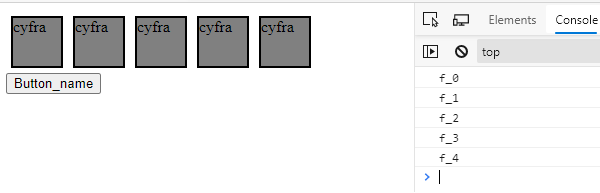 cyfra cyfra cyfra cyfra cyfra
Button_name
Elements Console
top
f_0
f_1
f_2
f_3
f_4
>